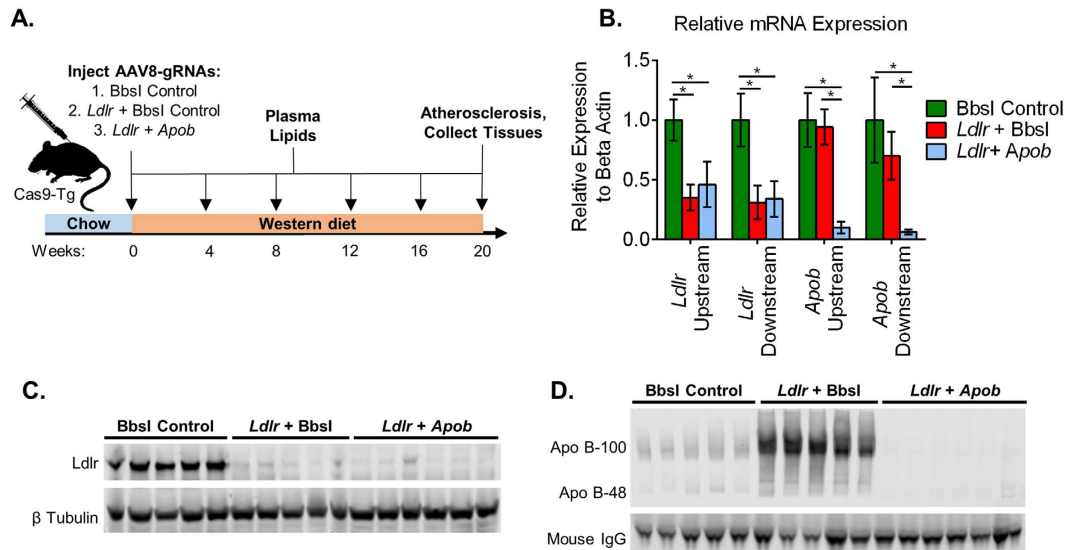 A.
Inject AAV8-gRNAs:
1. BbsI Control
2. Ldlr + BbsI Control
3. Ldlr + Apob
Cas9-Tg
Plasma
Lipids
Atherosclerosis,
Collect Tissues
Chow
Western diet
Weeks:
0
4
8
12
16
20
B.
Relative mRNA Expression
Relative Expression
to Beta Actin
1.0
0.5
0.0
*
*
*
*
*
*
*
*
BbsI Control
Ldlr + BbsI
Ldlr+ Apob
Ldlr
Upstream
Ldlr
Downstream
Apob
Upstream
Apob
Downstream
C.
BbsI Control
Ldlr + BbsI
Ldlr + Apob
Ldlr
β Tubulin
D.
BbsI Control
Ldlr + BbsI
Ldlr + Apob
Apo B-100
Apo B-48
Mouse IgG